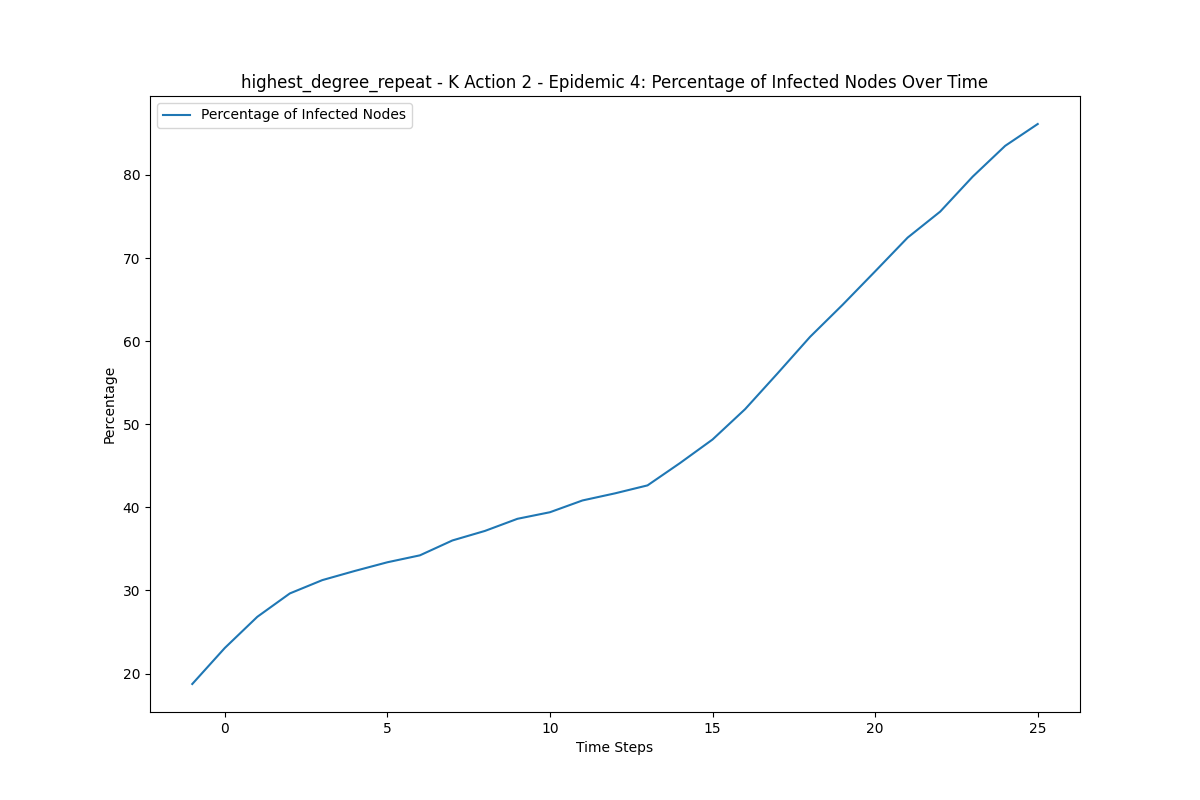 highest_degree_repeat - K Action 2 - Epidemic 4: Percentage of Infected Nodes Over Time
Percentage of Infected Nodes
80
70
60
50
40
30
20
Percentage
0 5 10 15 20 25
Time Steps